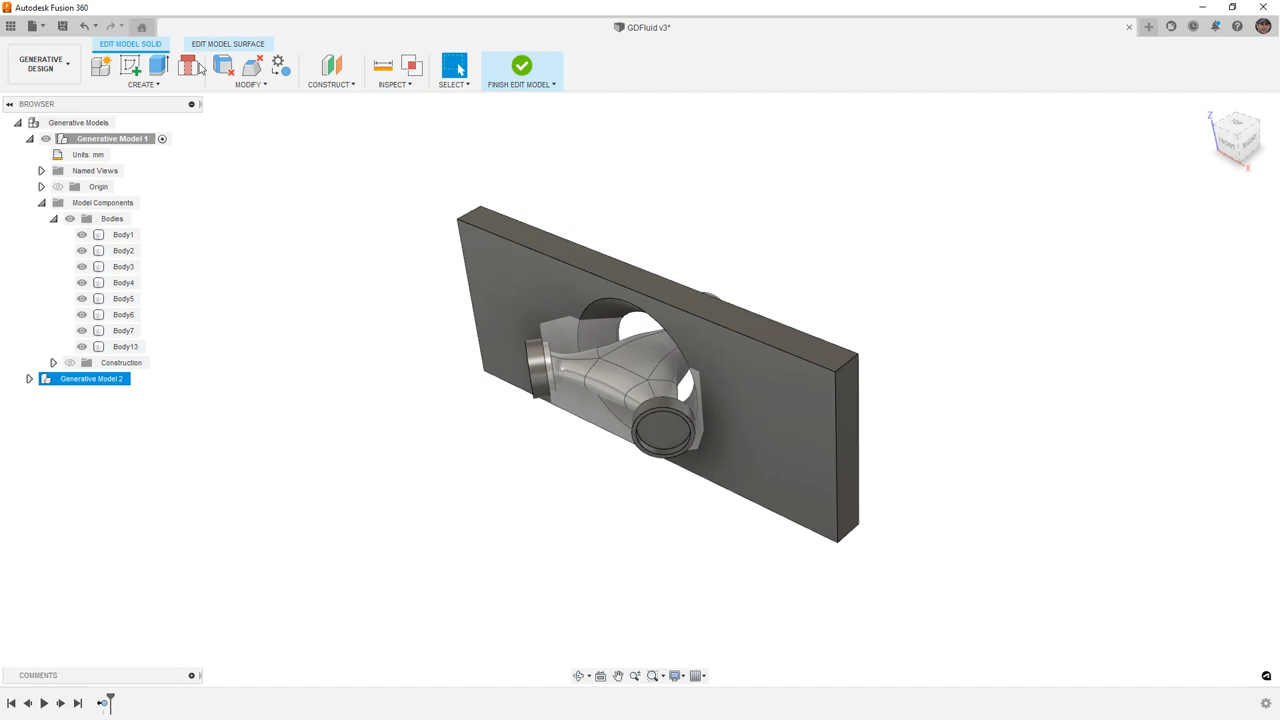 Autodesk Fusion 360
GDFluid v3*
GENERATIVE DESIGN
EDIT MODEL SOLID
EDIT MODEL SURFACE
CREATE
MODIFY
CONSTRUCT
INSPECT
SELECT
FINISH EDIT MODEL
BROWSER
Generative Models
Generative Model 1
Units: mm
Named Views
Origin
Model Components
Bodies
Body1
Body2
Body3
Body4
Body5
Body6
Body7
Body13
Construction
Generative Model 2
Z
FRONT
RIGHT
X
COMMENTS